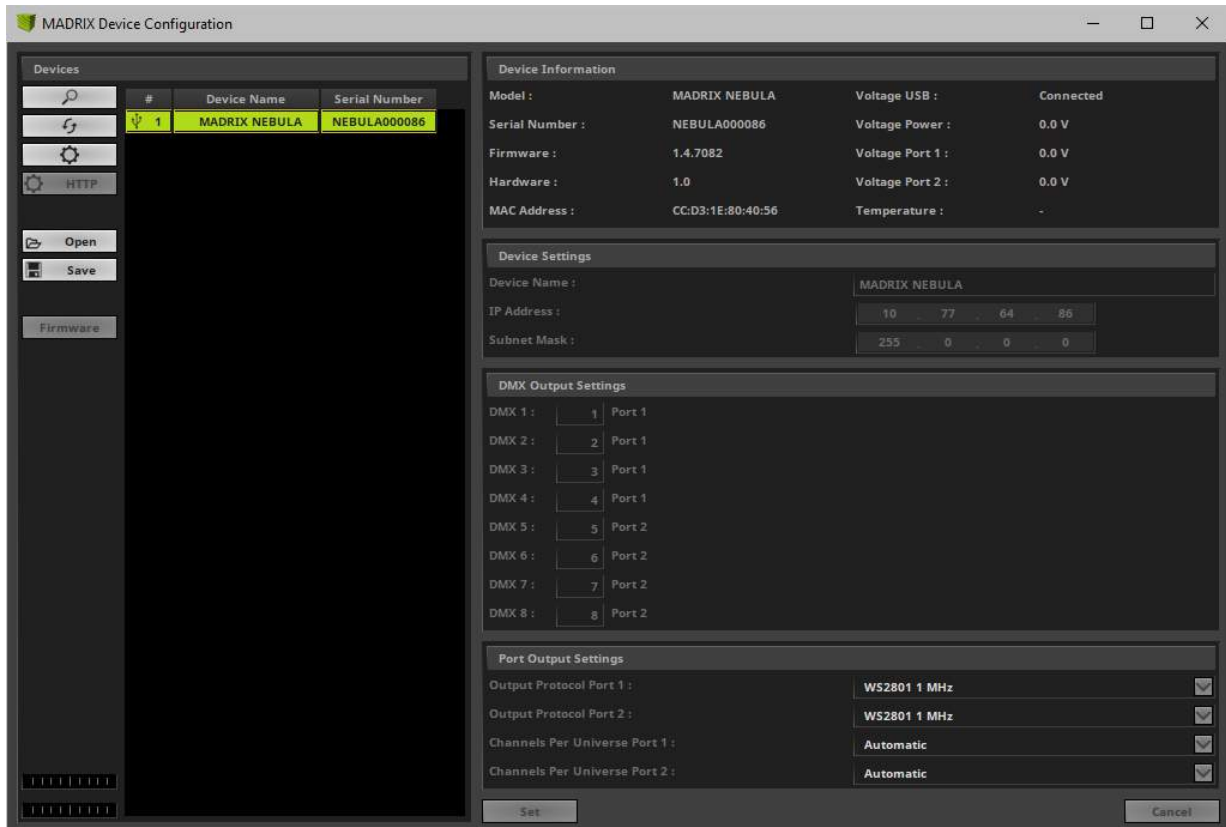 MADRIX Device Configuration
Devices
# Device Name Serial Number
1 MADRIX NEBULA NEBULA000086
HTTP
Open
Save
Firmware
Device Information
Model : MADRIX NEBULA Voltage USB : Connected
Serial Number : NEBULA000086 Voltage Power : 0.0 V
Firmware : 1.4.7082 Voltage Port 1 : 0.0 V
Hardware : 1.0 Voltage Port 2 : 0.0 V
MAC Address : CC:D3:1E:80:40:56 Temperature : -
Device Settings
Device Name : MADRIX NEBULA
IP Address : 10 . 77 . 64 . 86
Subnet Mask : 255 . 0 . 0 . 0
DMX Output Settings
DMX 1 : 1 Port 1
DMX 2 : 2 Port 1
DMX 3 : 3 Port 1
DMX 4 : 4 Port 1
DMX 5 : 5 Port 2
DMX 6 : 6 Port 2
DMX 7 : 7 Port 2
DMX 8 : 8 Port 2
Port Output Settings
Output Protocol Port 1 : WS2801 1 MHz
Output Protocol Port 2 : WS2801 1 MHz
Channels Per Universe Port 1 : Automatic
Channels Per Universe Port 2 : Automatic
Set Cancel